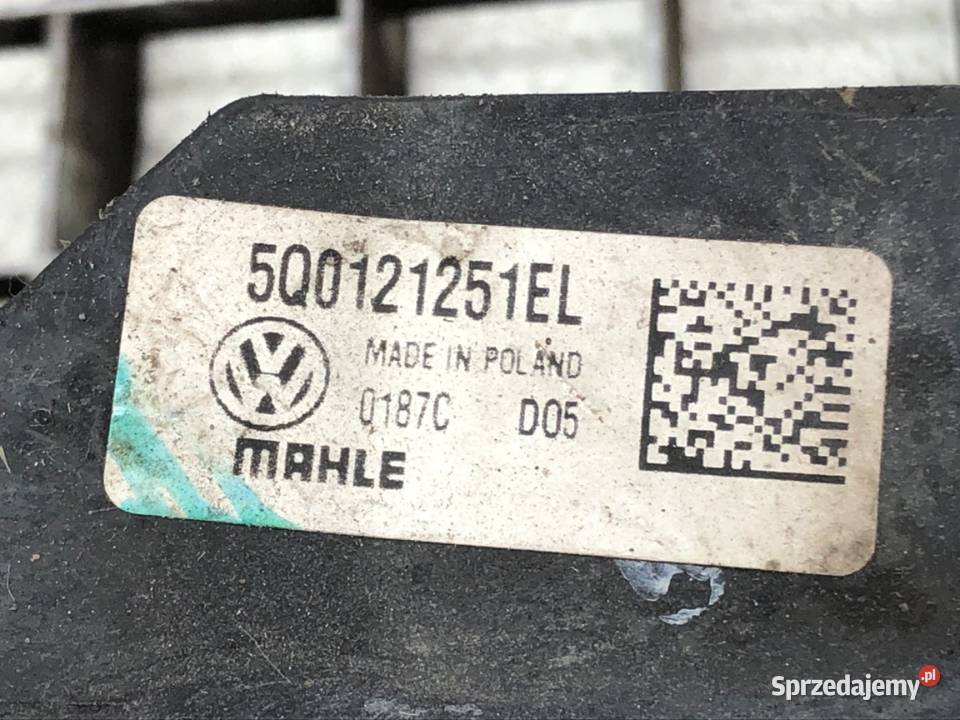 5Q0121251EL
MADE IN POLAND
0187C D05
MAHLE
Sprzedajemy.pl